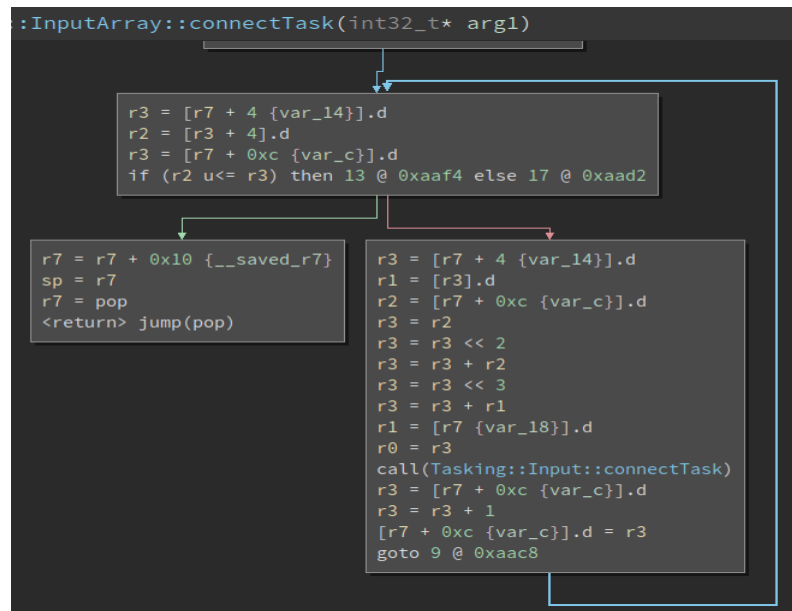 ::InputArray::connectTask(int32_t* arg1)
r3 = [r7 + 4 {var_14}].d
r2 = [r3 + 4].d
r3 = [r7 + 0xc {var_c}].d
if (r2 u<= r3) then 13 @ 0xaaf4 else 17 @ 0xaad2
r7 = r7 + 0x10 {__saved_r7}
sp = r7
r7 = pop
<return> jump(pop)
r3 = [r7 + 4 {var_14}].d
r1 = [r3].d
r2 = [r7 + 0xc {var_c}].d
r3 = r2
r3 = r3 << 2
r3 = r3 + r2
r3 = r3 << 3
r3 = r3 + r1
r1 = [r7 {var_18}].d
r0 = r3
call(Tasking::Input::connectTask)
r3 = [r7 + 0xc {var_c}].d
r3 = r3 + 1
[r7 + 0xc {var_c}].d = r3
goto 9 @ 0xaac8